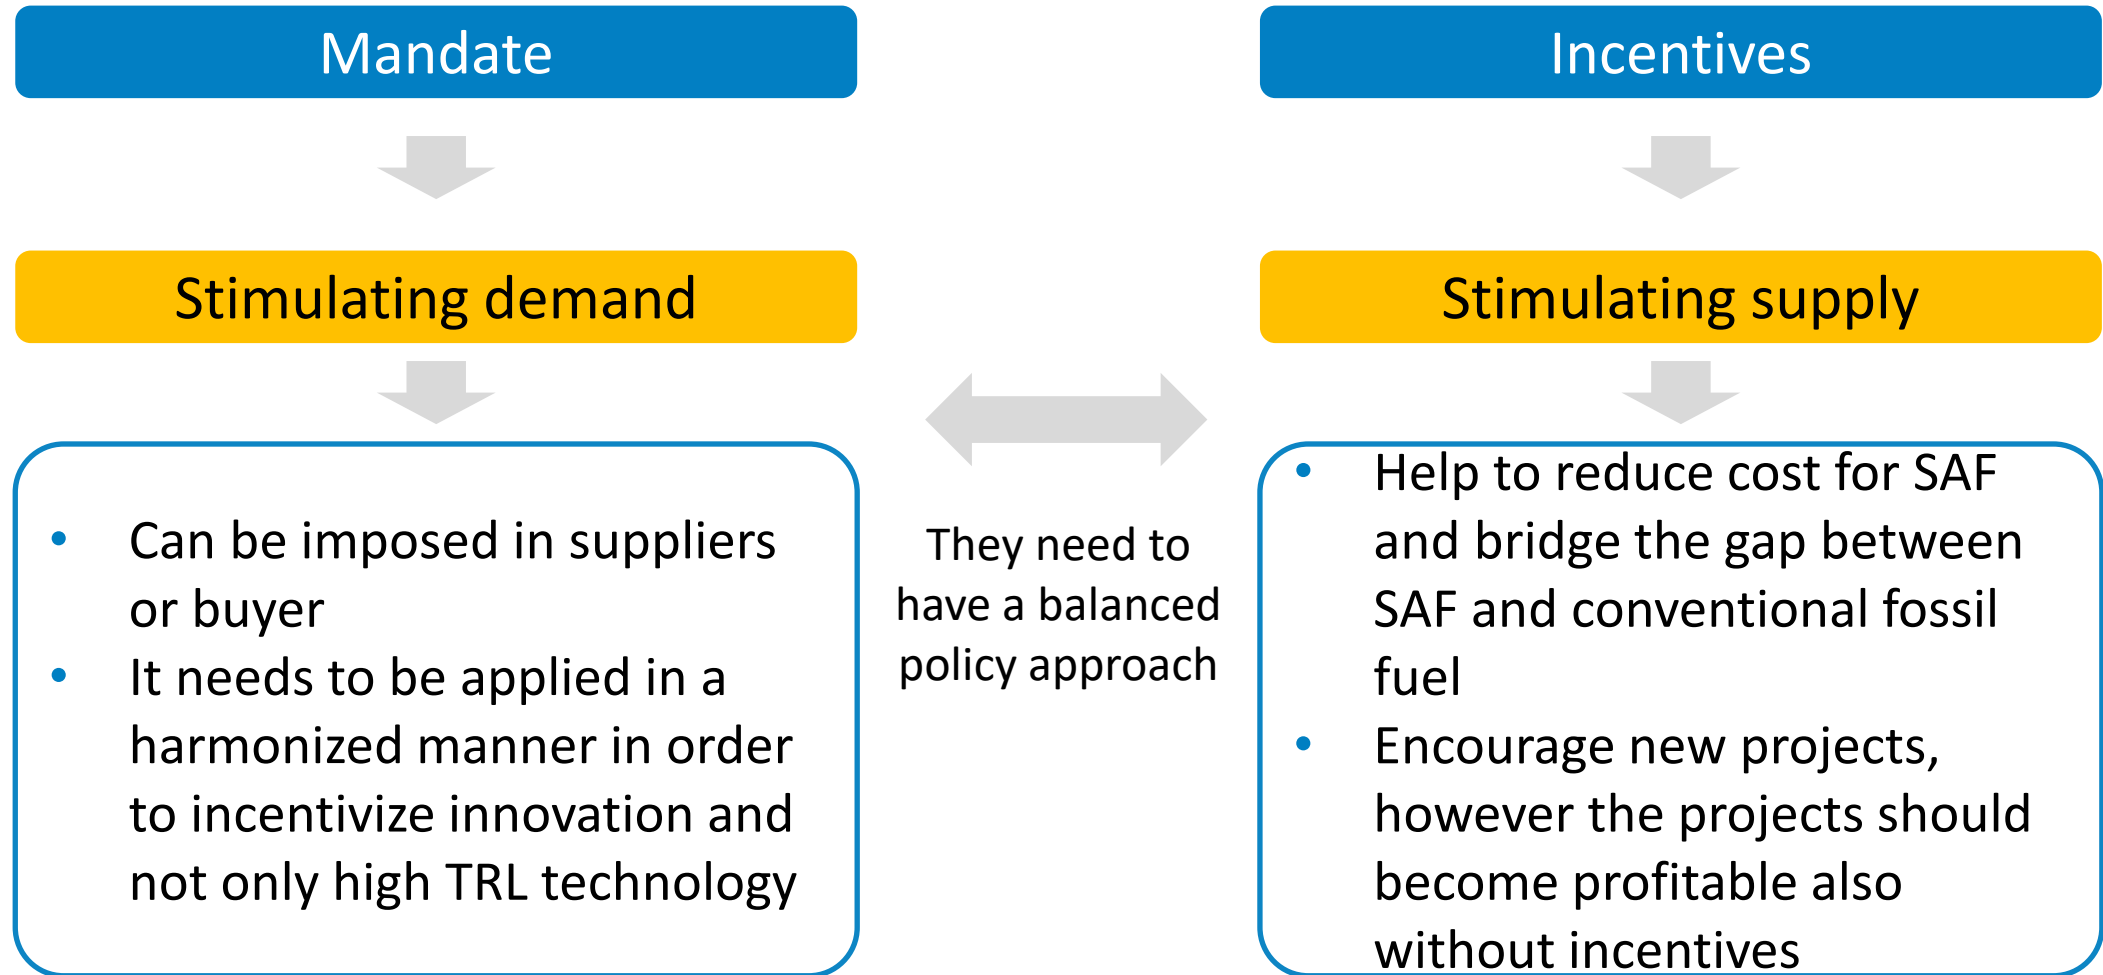 Mandate
Stimulating demand
• Can be imposed in suppliers
or buyer
• It needs to be applied in a
harmonized manner in order
to incentivize innovation and
not only high TRL technology
They need to
have a balanced
policy approach
Incentives
Stimulating supply
• Help to reduce cost for SAF
and bridge the gap between
SAF and conventional fossil
fuel
• Encourage new projects,
however the projects should
become profitable also
without incentives